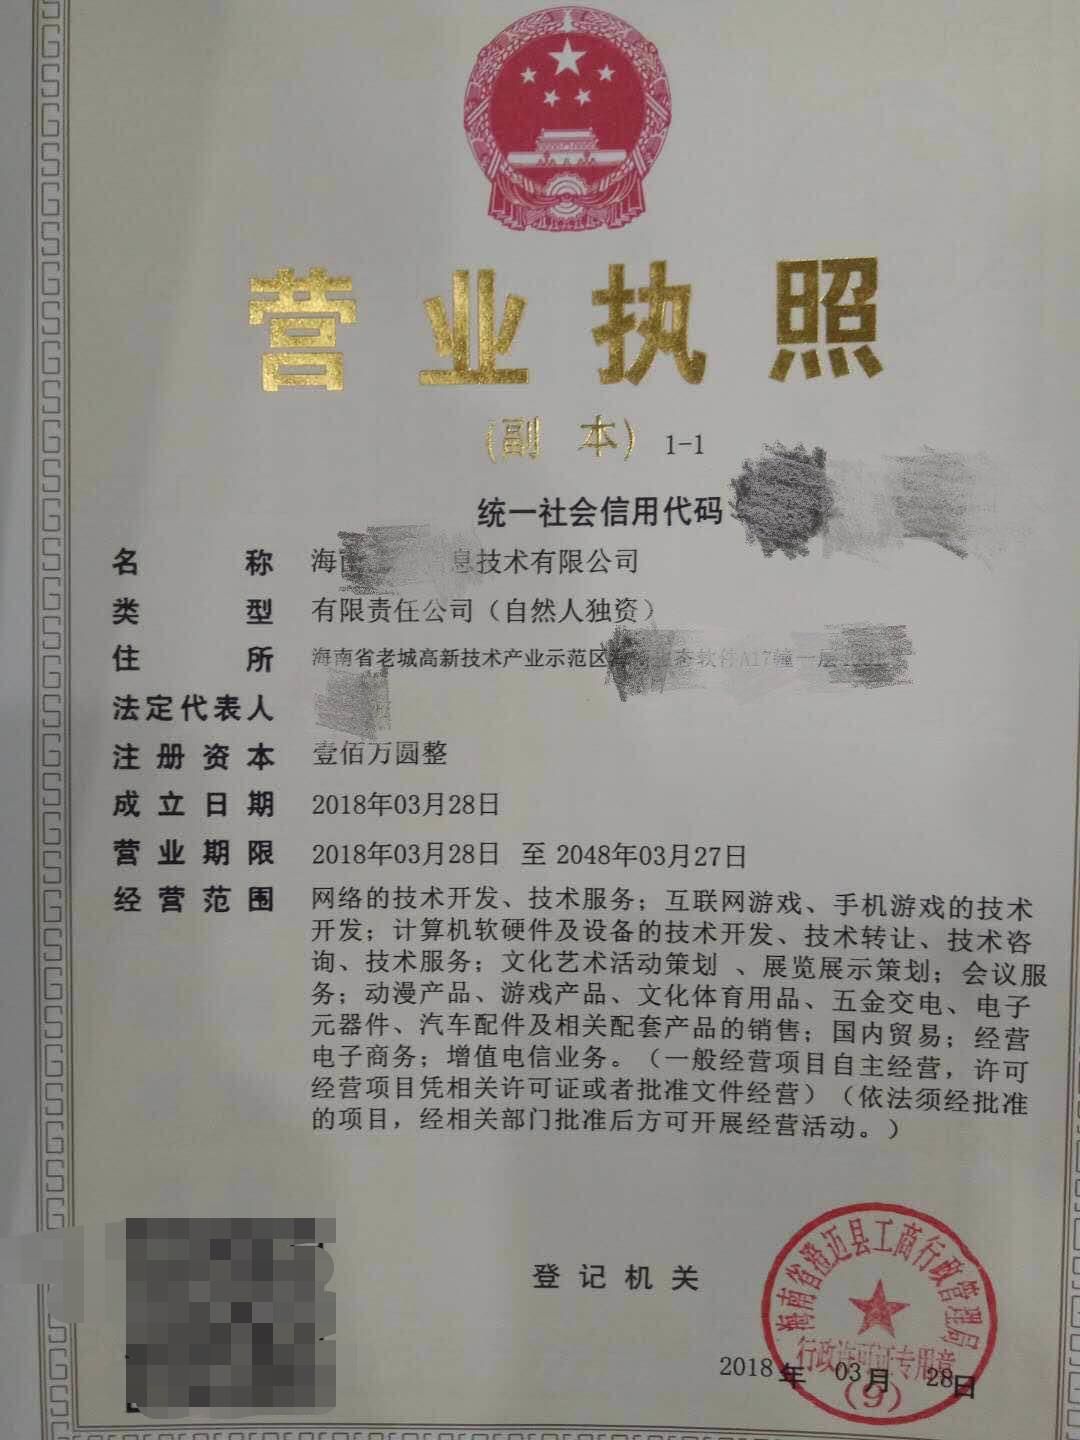 营业执照
(副 本) 1-1
统一社会信用代码
名 称 海 技术有限公司
类 型 有限责任公司（自然人独资）
住 所 海南省老城高新技术产业示范区 态软件A17幢一层
法定代表人
注册资本 壹佰万圆整
成立日期 2018年03月28日
营业期限 2018年03月28日 至 2048年03月27日
经营范围 网络的技术开发、技术服务；互联网游戏、手机游戏的技术
开发；计算机软硬件及设备的技术开发、技术转让、技术咨
询、技术服务；文化艺术活动策划 、展览展示策划；会议服
务；动漫产品、游戏产品、文化体育用品、五金交电、电子
元器件、汽车配件及相关配套产品的销售；国内贸易；经营
电子商务；增值电信业务。（一般经营项目自主经营，许可
经营项目凭相关许可证或者批准文件经营）（依法须经批准
的项目，经相关部门批准后方可开展经营活动。）
登记机关
海南省澄迈县工商行政管理局
行政许可证专用章
(9)
2018 年 03 月 28 日